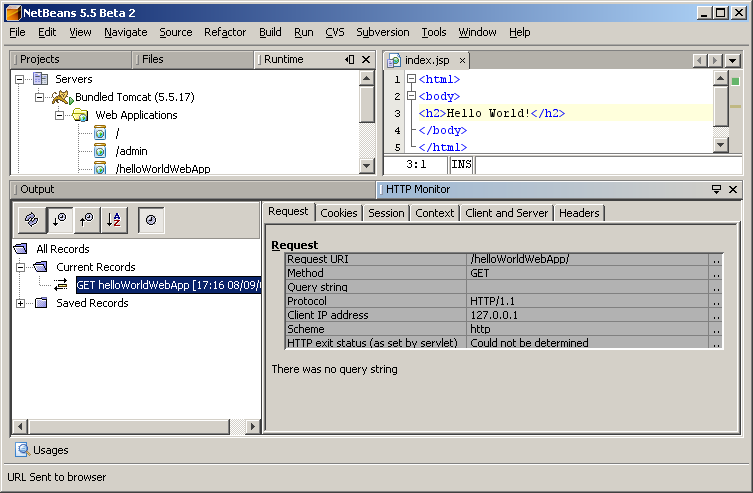 NetBeans 5.5 Beta 2
File Edit View Navigate Source Refactor Build Run CVS Subversion Tools Window Help
Projects Files Runtime
Servers
Bundled Tomcat (5.5.17)
Web Applications
/
/admin
/helloWorldWebApp
index.jsp
1 <html>
2 <body>
3 <h2>Hello World!</h2>
4 </body>
5 </html>
3:1 INS
Output
HTTP Monitor
All Records
Current Records
GET helloWorldWebApp [17:16 08/09/
Saved Records
Request Cookies Session Context Client and Server Headers
Request
Request URI /helloWorldWebApp/ ..
Method GET ..
Query string ..
Protocol HTTP/1.1 ..
Client IP address 127.0.0.1 ..
Scheme http ..
HTTP exit status (as set by servlet) Could not be determined ..
There was no query string
Usages
URL Sent to browser